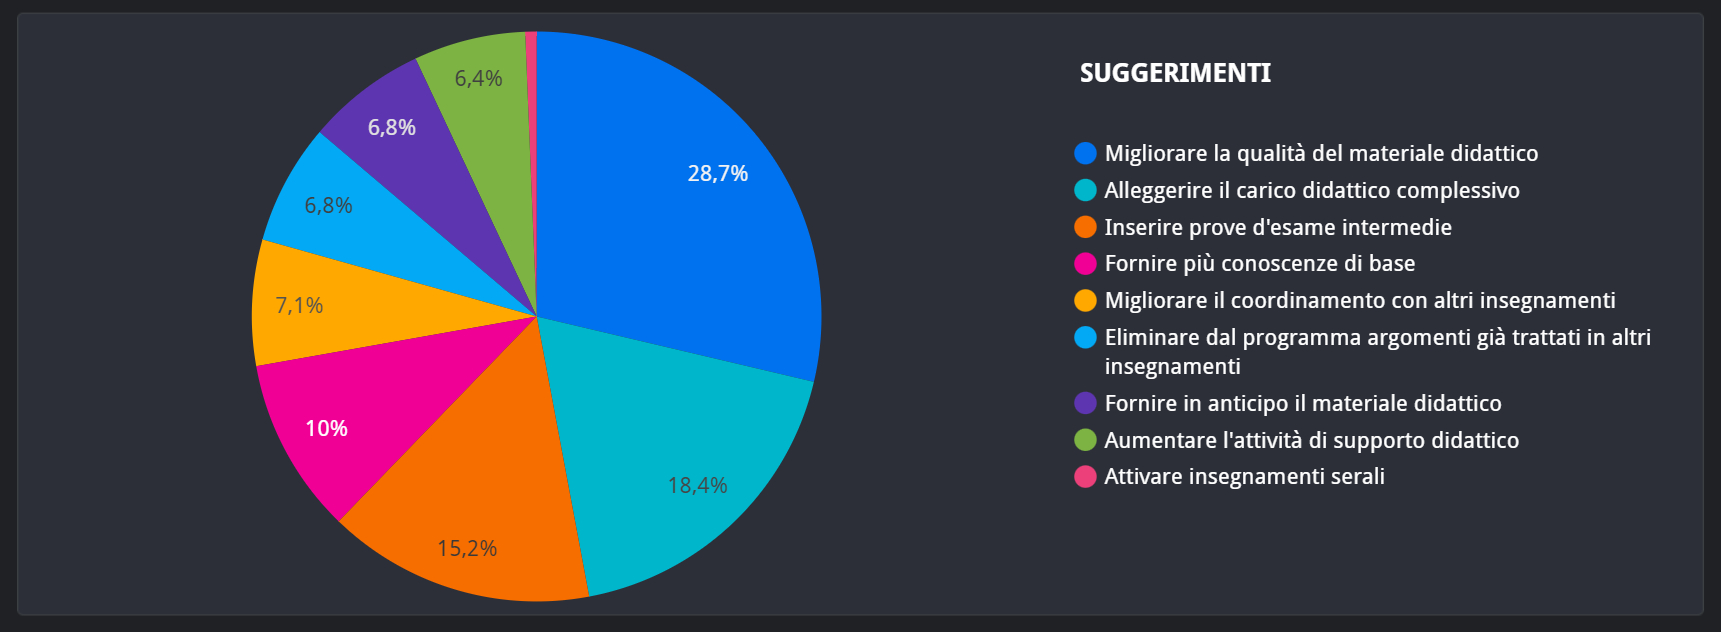 SUGGERIMENTI
28,7%
18,4%
15,2%
10%
7,1%
6,8%
6,8%
6,4%
Migliorare la qualità del materiale didattico
Alleggerire il carico didattico complessivo
Inserire prove d'esame intermedie
Fornire più conoscenze di base
Migliorare il coordinamento con altri insegnamenti
Eliminare dal programma argomenti già trattati in altri
insegnamenti
Fornire in anticipo il materiale didattico
Aumentare l'attività di supporto didattico
Attivare insegnamenti serali